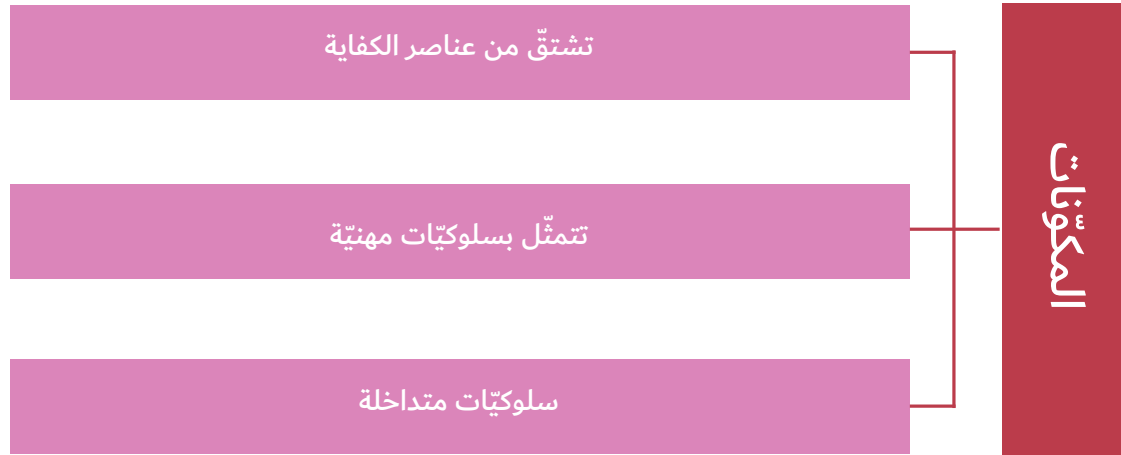 المكوّنات
تشتقّ من عناصر الكفاية
تتمثّل بسلوكيّات مهنيّة
سلوكيّات متداخلة